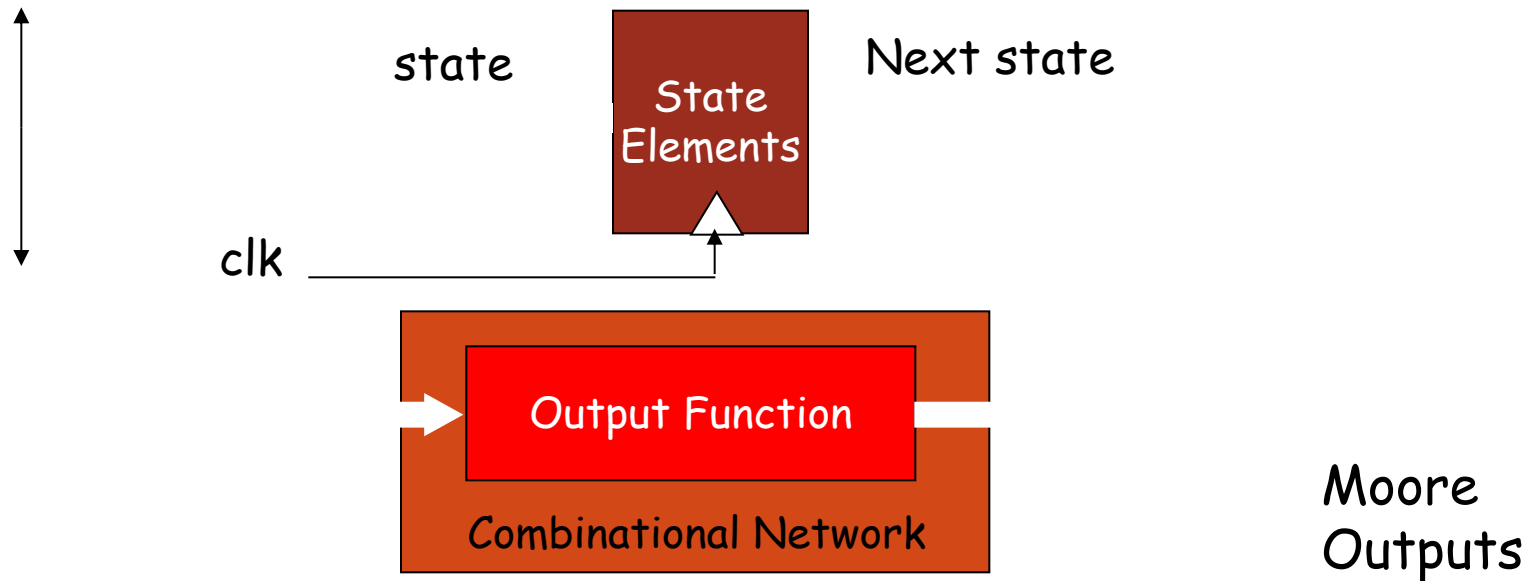 state
State
Elements
Next state
clk
Output Function
Combinational Network
Moore
Outputs